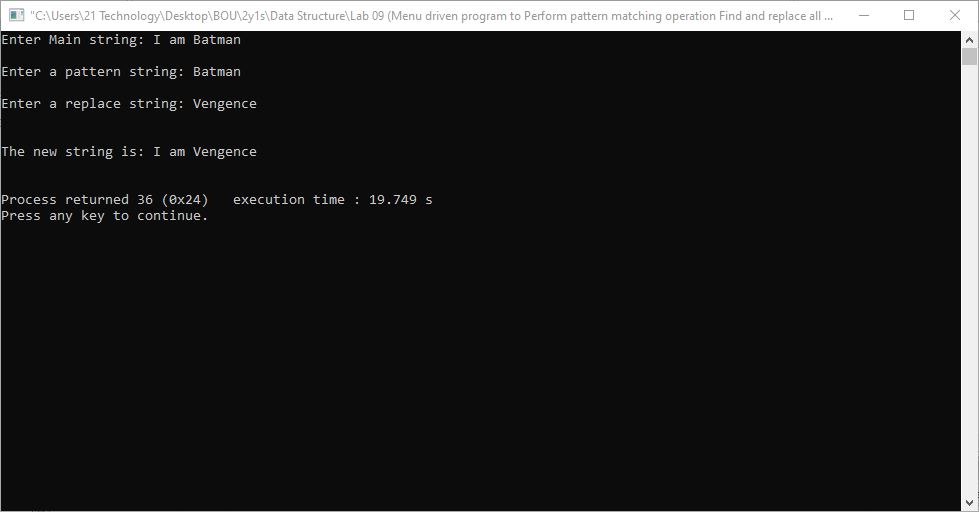 "C:\Users\21 Technology\Desktop\BOU\2y1s\Data Structure\Lab 09 (Menu driven program to Perform pattern matching operation Find and replace all ...
Enter Main string: I am Batman
Enter a pattern string: Batman
Enter a replace string: Vengence
The new string is: I am Vengence
Process returned 36 (0x24)   execution time : 19.749 s
Press any key to continue.